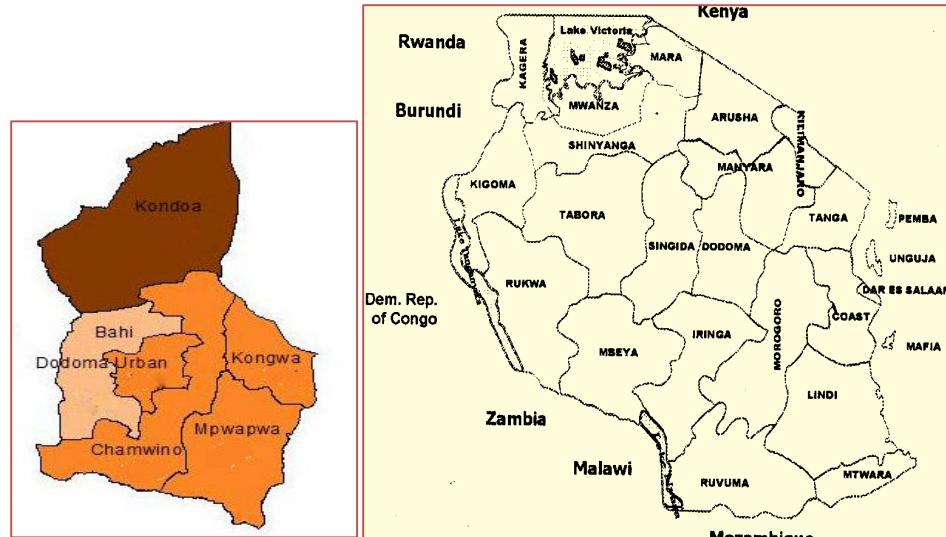 Kondoa
Bahi
Dodoma Urban
Kongwa
Mpwapwa
Chamwino
Kenya
Rwanda
Lake Victoria
MARA
KAGERA
Burundi
MWANZA
ARUSHA
KILIMANJARO
SHINYANGA
MANYARA
KIGOMA
TABORA
TANGA
PEMBA
SINGIDA
DODOMA
UNGUJA
RUKWA
DAR ES SALAAM
Dem. Rep.
of Congo
COAST
MOROGORO
IRINGA
MBEYA
MAFIA
LINDI
Zambia
Malawi
RUVUMA
MTWARA